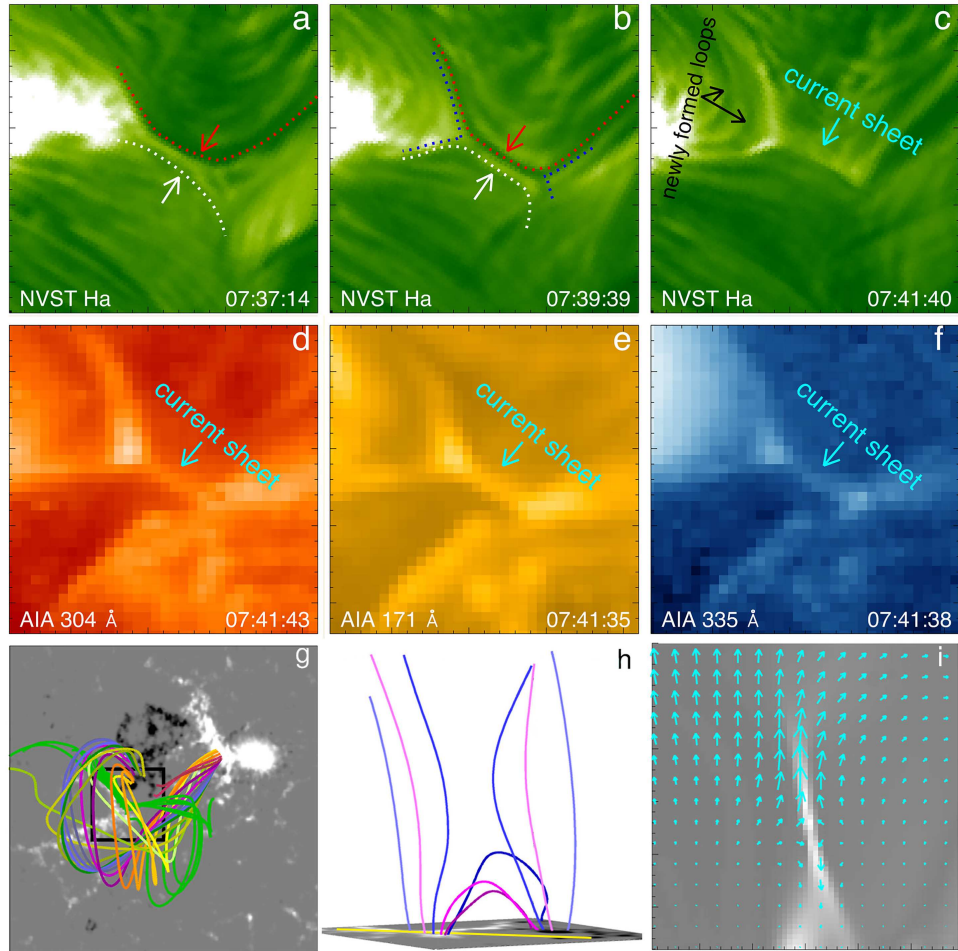 a
NVST Ha 07:37:14
b
NVST Ha 07:39:39
c
newly formed loops
current sheet
NVST Ha 07:41:40
d
current sheet
AIA 304 Å 07:41:43
e
current sheet
AIA 171 Å 07:41:35
f
current sheet
AIA 335 Å 07:41:38
g
h
i